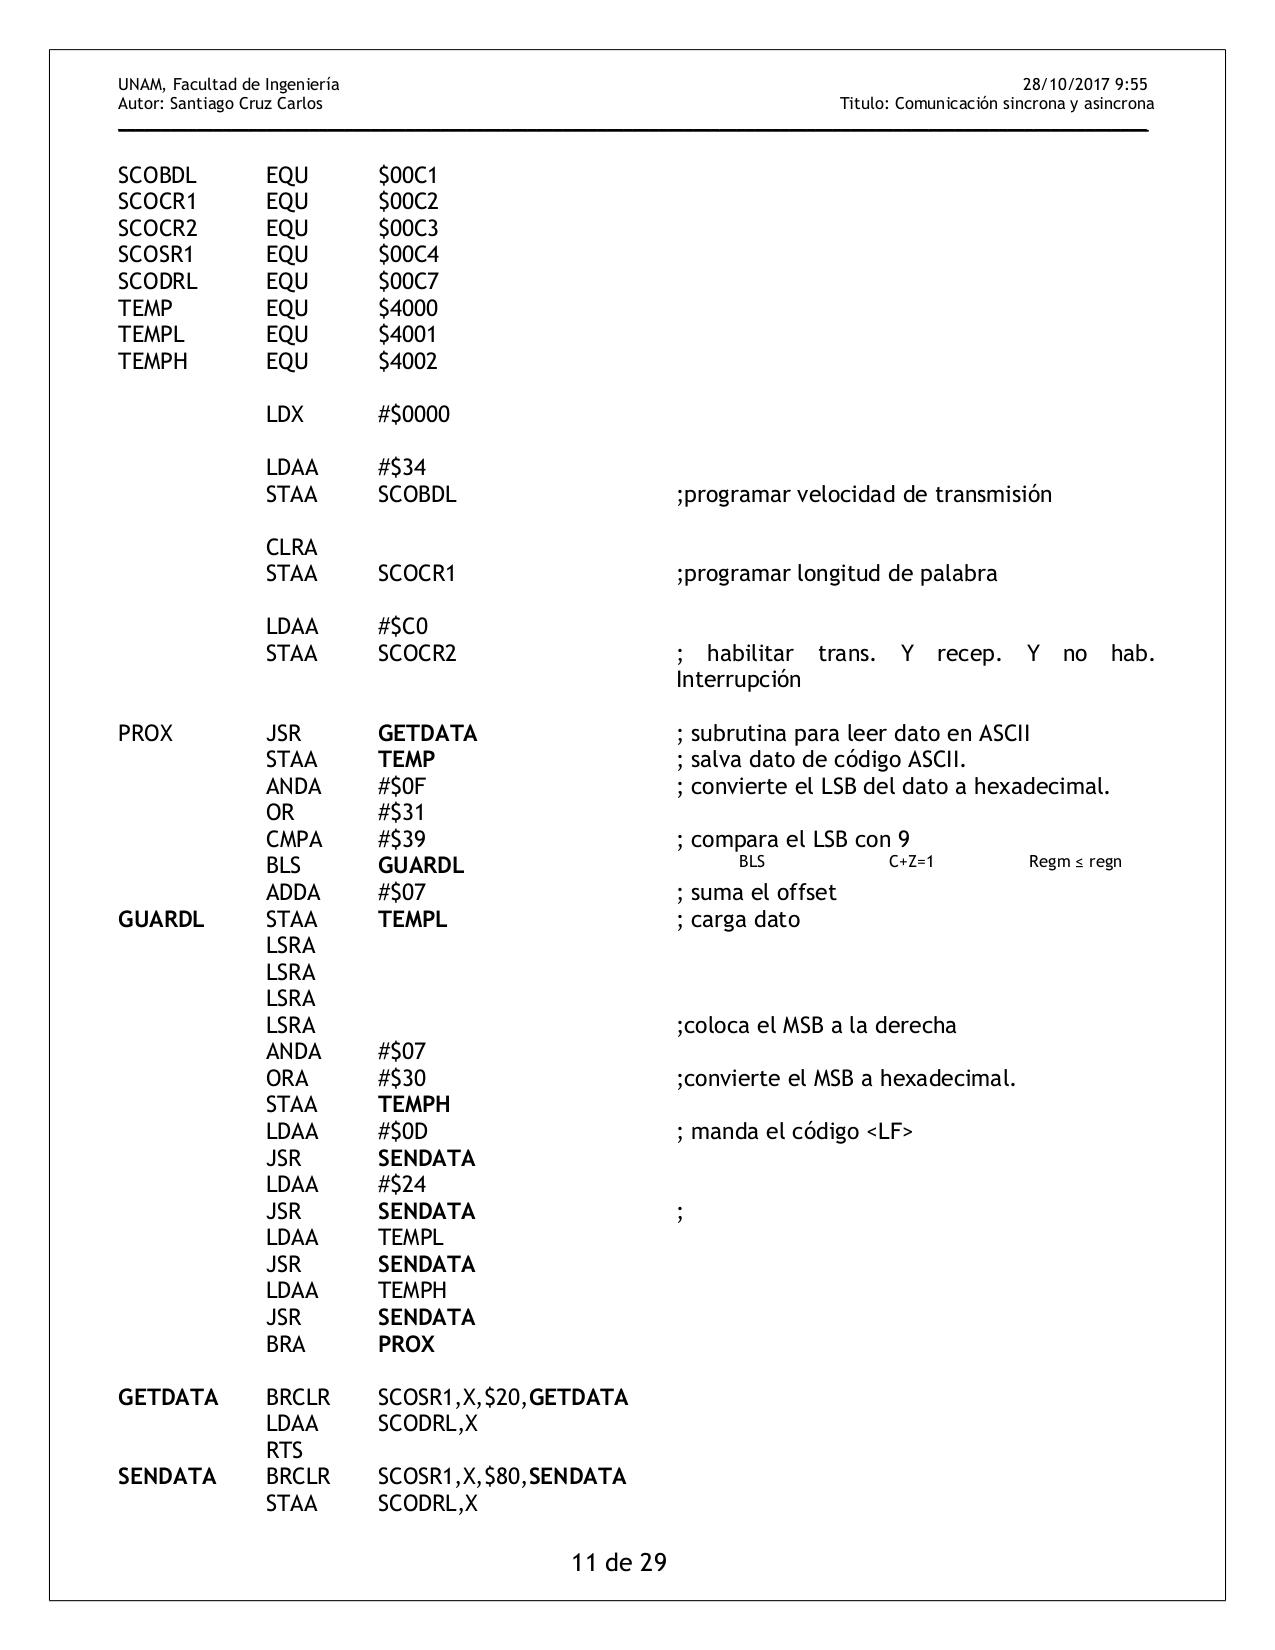 UNAM, Facultad de Ingeniería 28/10/2017 9:55
Autor: Santiago Cruz Carlos Titulo: Comunicación sincrona y asincrona
SCOBDL EQU $00C1
SCOCR1 EQU $00C2
SCOCR2 EQU $00C3
SCOSR1 EQU $00C4
SCODRL EQU $00C7
TEMP EQU $4000
TEMPL EQU $4001
TEMPH EQU $4002
LDX #$0000
LDAA #$34
STAA SCOBDL ;programar velocidad de transmisión
CLRA
STAA SCOCR1 ;programar longitud de palabra
LDAA #$C0
STAA SCOCR2 ; habilitar trans. Y recep. Y no hab.
Interrupción
PROX JSR GETDATA ; subrutina para leer dato en ASCII
STAA TEMP ; salva dato de código ASCII.
ANDA #$0F ; convierte el LSB del dato a hexadecimal.
OR #$31
CMPA #$39 ; compara el LSB con 9
BLS GUARDL BLS C+Z=1 Regm ≤ regn
ADDA #$07 ; suma el offset
GUARDL STAA TEMPL ; carga dato
LSRA
LSRA
LSRA
LSRA ;coloca el MSB a la derecha
ANDA #$07
ORA #$30 ;convierte el MSB a hexadecimal.
STAA TEMPH
LDAA #$0D ; manda el código <LF>
JSR SENDATA
LDAA #$24
JSR SENDATA ;
LDAA TEMPL
JSR SENDATA
LDAA TEMPH
JSR SENDATA
BRA PROX
GETDATA BRCLR SCOSR1,X,$20,GETDATA
LDAA SCODRL,X
RTS
SENDATA BRCLR SCOSR1,X,$80,SENDATA
STAA SCODRL,X
11 de 29